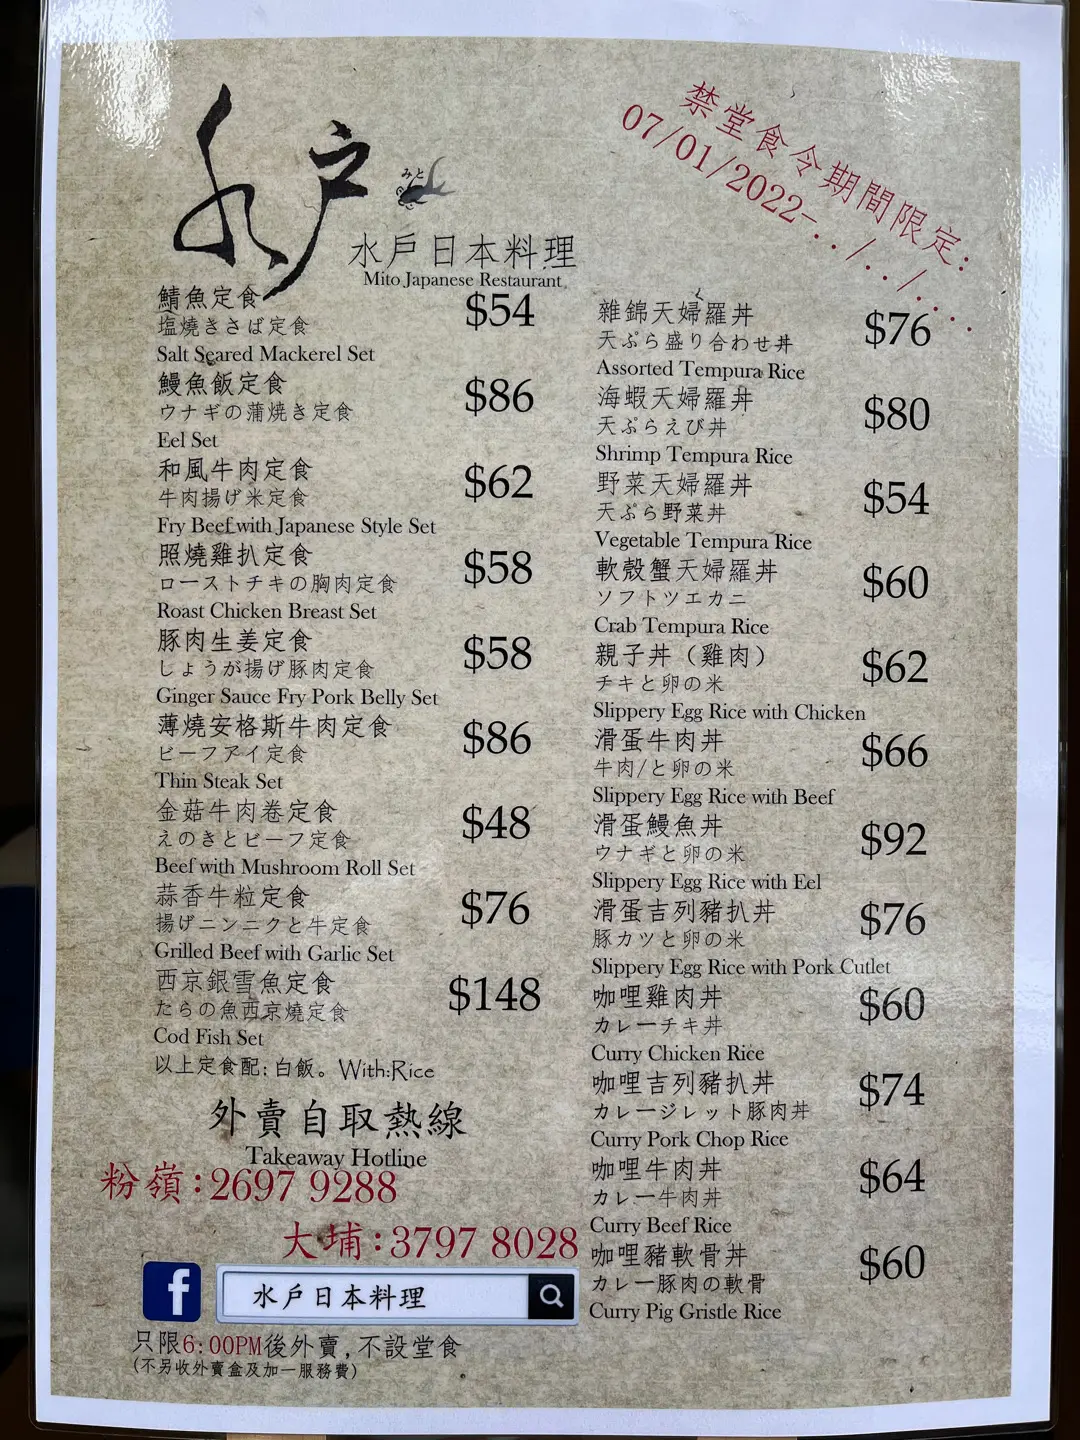 水戶
みと
水戶日本料理
Mito Japanese Restaurant
禁堂食令期間限定:
07/01/2022-../../....
鯖魚定食
$54
塩燒きさば定食
Salt Seared Mackerel Set
鰻魚飯定食
$86
ウナギの蒲焼き定食
Eel Set
和風牛肉定食
$62
牛肉揚げ米定食
Fry Beef with Japanese Style Set
照燒雞扒定食
$58
ローストチキの胸肉定食
Roast Chicken Breast Set
豚肉生姜定食
$58
しょうが揚げ豚肉定食
Ginger Sauce Fry Pork Belly Set
薄燒安格斯牛肉定食
$86
ビーフアイ定食
Thin Steak Set
金菇牛肉卷定食
$48
えのきとビーフ定食
Beef with Mushroom Roll Set
蒜香牛粒定食
$76
揚げニンニクと牛定食
Grilled Beef with Garlic Set
西京銀雪魚定食
$148
たらの魚西京燒定食
Cod Fish Set
以上定食配:白飯。With:Rice
外賣自取熱線
Takeaway Hotline
粉嶺:2697 9288
大埔:3797 8028
水戶日本料理
只限6:00PM後外賣,不設堂食
(不另收外賣盒及加一服務費)
雜錦天婦羅丼
$76
天ぷら盛り合わせ丼
Assorted Tempura Rice
海蝦天婦羅丼
$80
天ぷらえび丼
Shrimp Tempura Rice
野菜天婦羅丼
$54
天ぷら野菜丼
Vegetable Tempura Rice
軟殼蟹天婦羅丼
$60
ソフトツエカニ
Crab Tempura Rice
親子丼（雞肉）
$62
チキと卵の米
Slippery Egg Rice with Chicken
滑蛋牛肉丼
$66
牛肉/と卵の米
Slippery Egg Rice with Beef
滑蛋鰻魚丼
$92
ウナギと卵の米
Slippery Egg Rice with Eel
滑蛋吉列豬扒丼
$76
豚カツと卵の米
Slippery Egg Rice with Pork Cutlet
咖哩雞肉丼
$60
カレーチキ丼
Curry Chicken Rice
咖哩吉列豬扒丼
$74
カレージレット豚肉丼
Curry Pork Chop Rice
咖哩牛肉丼
$64
カレー牛肉丼
Curry Beef Rice
咖哩豬軟骨丼
$60
カレー豚肉の軟骨
Curry Pig Gristle Rice